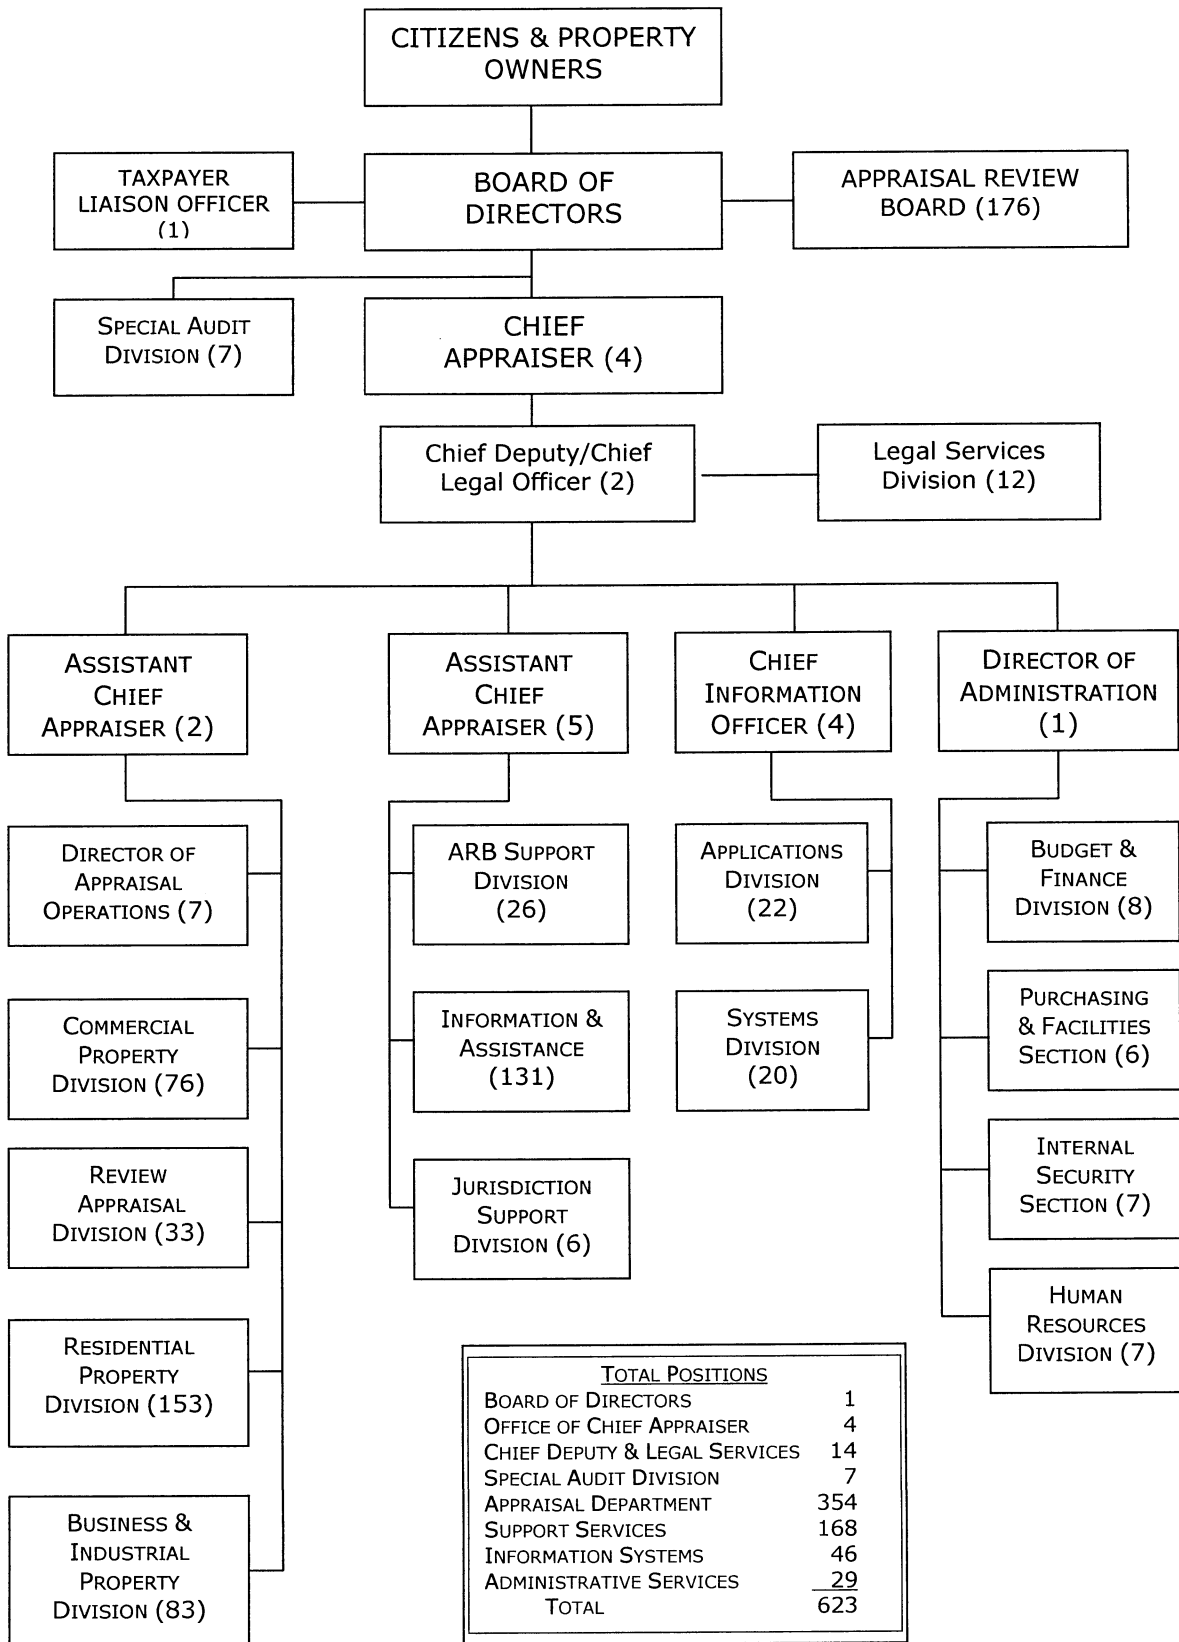 CITIZENS & PROPERTY
OWNERS
TAXPAYER
LIAISON OFFICER
(1)
BOARD OF
DIRECTORS
APPRAISAL REVIEW
BOARD (176)
SPECIAL AUDIT
DIVISION (7)
CHIEF
APPRAISER (4)
Chief Deputy/Chief
Legal Officer (2)
Legal Services
Division (12)
ASSISTANT
CHIEF
APPRAISER (2)
ASSISTANT
CHIEF
APPRAISER (5)
CHIEF
INFORMATION
OFFICER (4)
DIRECTOR OF
ADMINISTRATION
(1)
DIRECTOR OF
APPRAISAL
OPERATIONS (7)
COMMERCIAL
PROPERTY
DIVISION (76)
REVIEW
APPRAISAL
DIVISION (33)
RESIDENTIAL
PROPERTY
DIVISION (153)
BUSINESS &
INDUSTRIAL
PROPERTY
DIVISION (83)
ARB SUPPORT
DIVISION
(26)
INFORMATION &
ASSISTANCE
(131)
JURISDICTION
SUPPORT
DIVISION (6)
APPLICATIONS
DIVISION
(22)
SYSTEMS
DIVISION
(20)
BUDGET &
FINANCE
DIVISION (8)
PURCHASING
& FACILITIES
SECTION (6)
INTERNAL
SECURITY
SECTION (7)
HUMAN
RESOURCES
DIVISION (7)
TOTAL POSITIONS
BOARD OF DIRECTORS 1
OFFICE OF CHIEF APPRAISER 4
CHIEF DEPUTY & LEGAL SERVICES 14
SPECIAL AUDIT DIVISION 7
APPRAISAL DEPARTMENT 354
SUPPORT SERVICES 168
INFORMATION SYSTEMS 46
ADMINISTRATIVE SERVICES 29
TOTAL 623